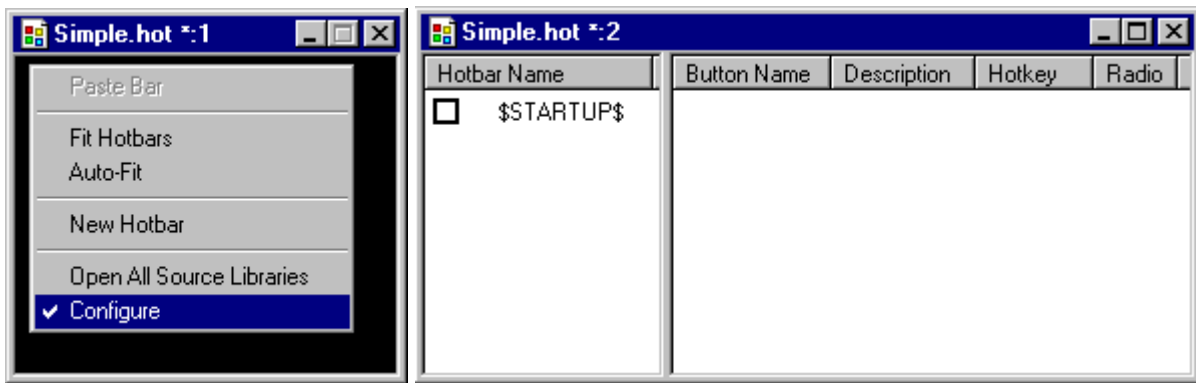 Simple.hot *:1
Paste Bar
Fit Hotbars
Auto-Fit
New Hotbar
Open All Source Libraries
Configure
Simple.hot *:2
Hotbar Name Button Name Description Hotkey Radio
$STARTUP$